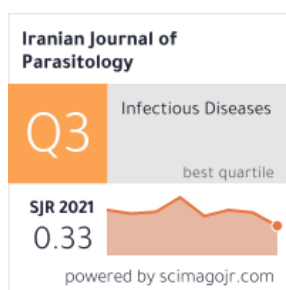 Iranian Journal of
Parasitology
Q3
Infectious Diseases
best quartile
SJR 2021
0.33
powered by scimagojr.com